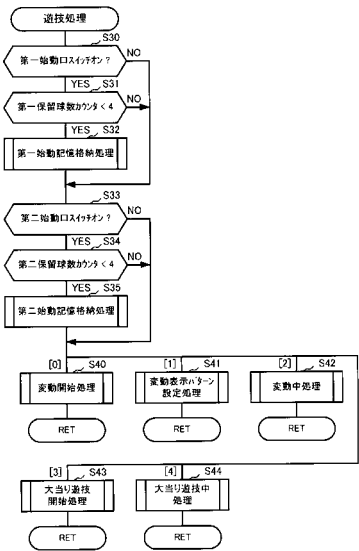 遊技処理
S30
第一始動口スイッチオン?
NO
YES
S31
第一保留球数カウンタ<4
NO
YES
S32
第一始動記憶格納処理
S33
第二始動口スイッチオン?
NO
YES
S34
第二保留球数カウンタ<4
NO
YES
S35
第二始動記憶格納処理
[0]
S40
[1]
S41
[2]
S42
変動開始処理
変動表示パターン
設定処理
変動中処理
RET
RET
RET
[3]
S43
[4]
S44
大当り遊技
開始処理
大当り遊技中
処理
RET
RET